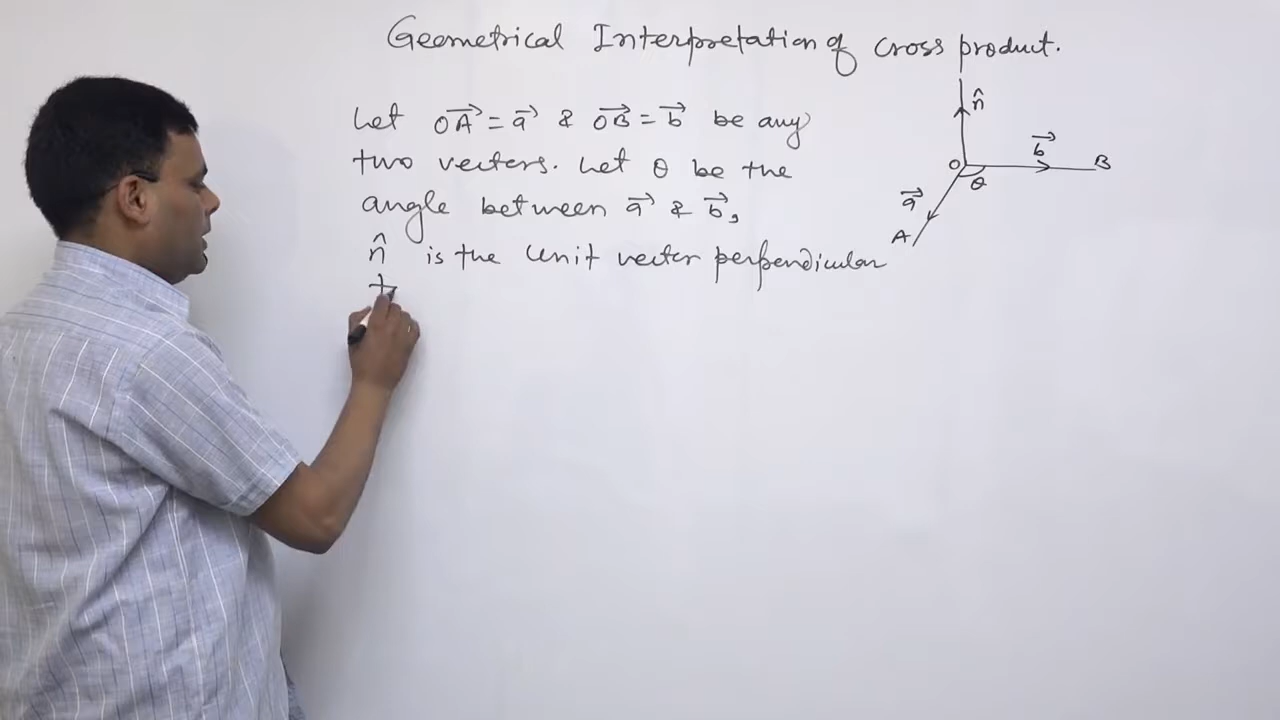 Geometrical Interpretation of cross product.
Let OA⃗ = a⃗ & OB⃗ = b⃗ be any
two vectors. Let θ be the
angle between a⃗ & b⃗,
n̂ is the Unit vector perpendicular
t
n̂
b⃗
O
B
θ
a⃗
A